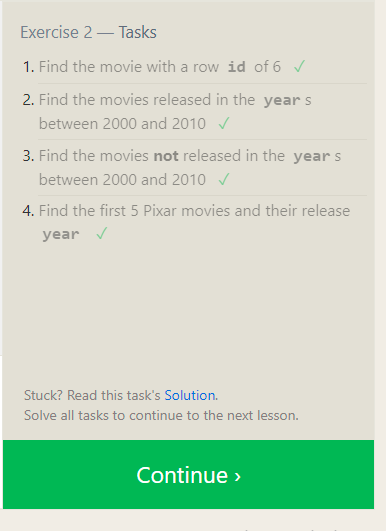 Exercise 2 — Tasks
1. Find the movie with a row id of 6 ✓
2. Find the movies released in the year s
between 2000 and 2010 ✓
3. Find the movies not released in the year s
between 2000 and 2010 ✓
4. Find the first 5 Pixar movies and their release
year ✓
Stuck? Read this task's Solution.
Solve all tasks to continue to the next lesson.
Continue ›